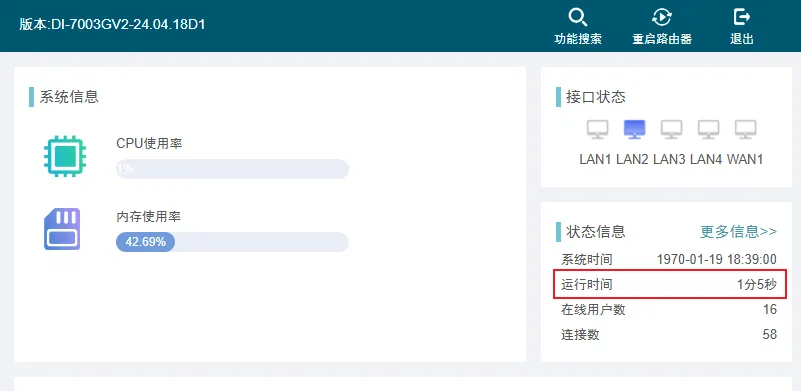 版本:DI-7003GV2-24.04.18D1
功能搜索 重启路由器 退出
系统信息
CPU使用率
1%
内存使用率
42.69%
接口状态
LAN1 LAN2 LAN3 LAN4 WAN1
状态信息 更多信息>>
系统时间 1970-01-19 18:39:00
运行时间 1分5秒
在线用户数 16
连接数 58